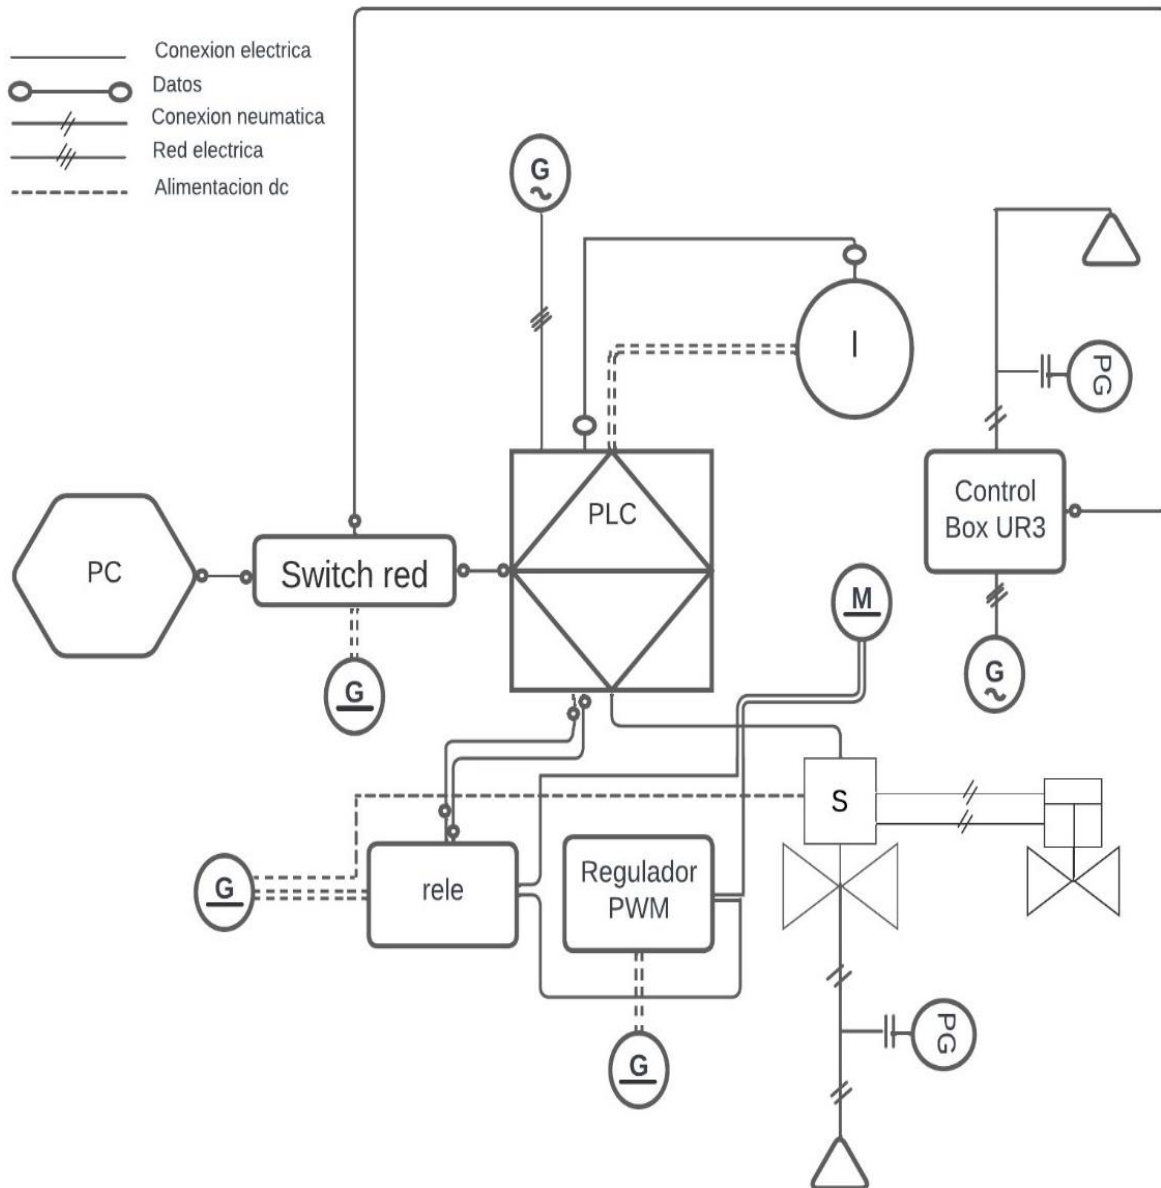 Conexion electrica
Datos
Conexion neumatica
Red electrica
Alimentacion dc
G
I
PG
PLC
Control
Box UR3
PC
Switch red
M
G
G
S
G
rele
Regulador
PWM
PG
G